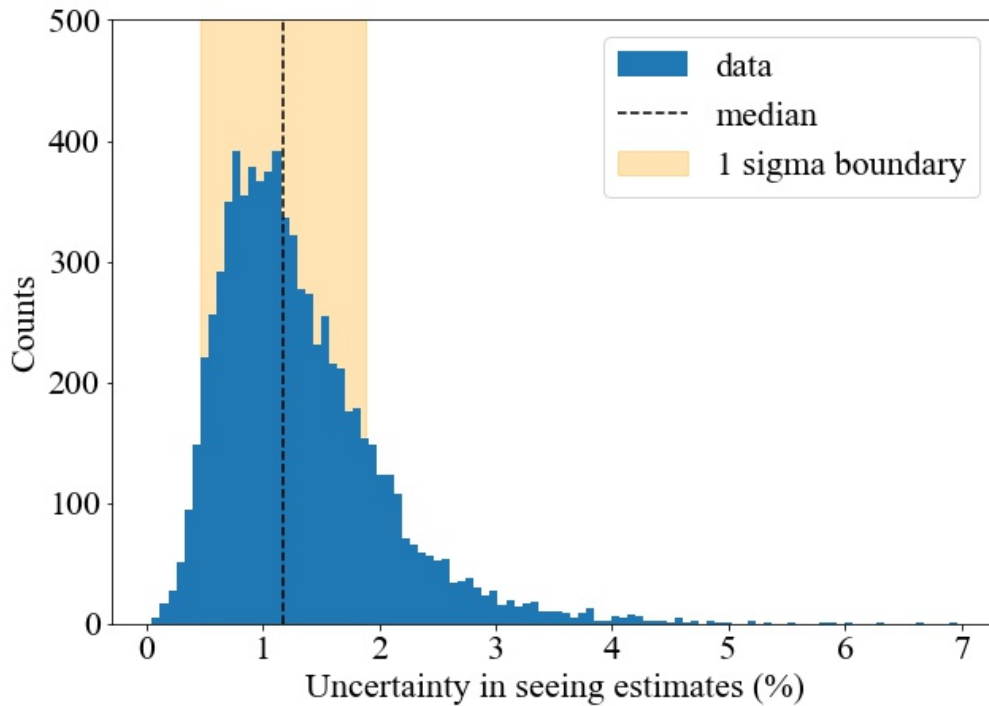 500
400
300
200
100
0
Counts
data
median
1 sigma boundary
0 1 2 3 4 5 6 7
Uncertainty in seeing estimates (%)